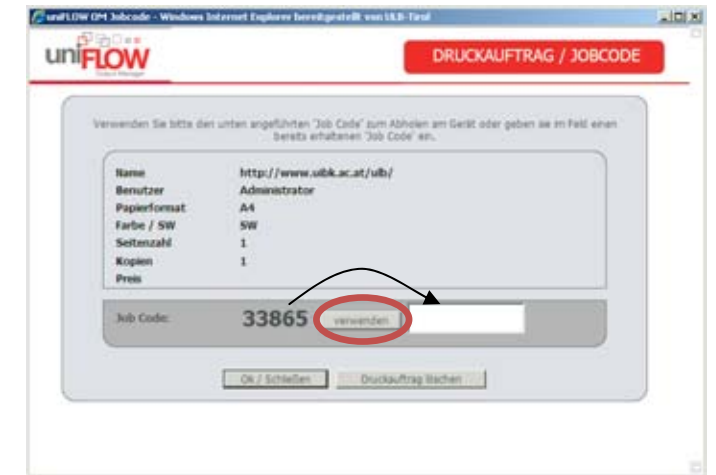 uniFLOW OM Jobcode - Windows Internet Explorer bereitgestellt von ULB-Tirol
uniFLOW
Output Manager
DRUCKAUFTRAG / JOBCODE
Verwenden Sie bitte den unten angeführten 'Job Code' zum Abholen am Gerät oder geben sie im Feld einen
bereits erhaltenen 'Job Code' ein.
Name http://www.uibk.ac.at/ulb/
Benutzer Administrator
Papierformat A4
Farbe / SW SW
Seitenzahl 1
Kopien 1
Preis
Job Code: 33865 verwenden
Ok / Schließen Druckauftrag löschen